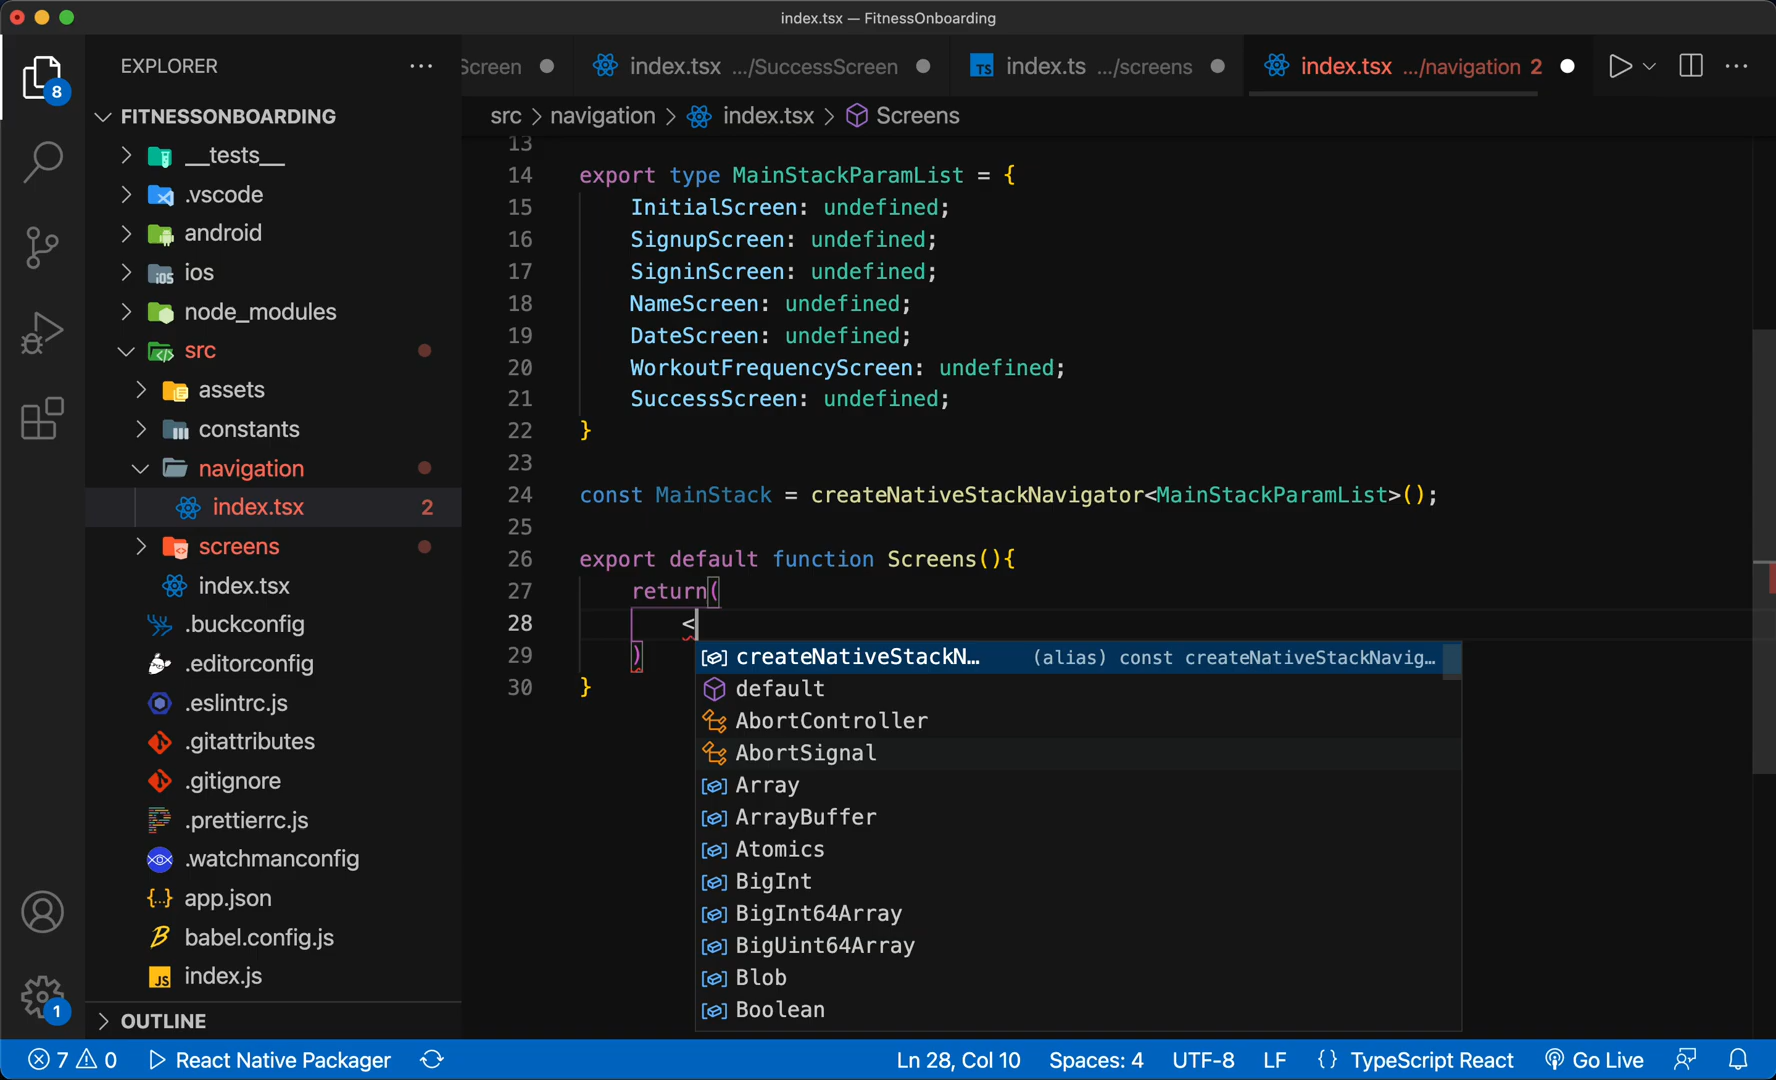 index.tsx — FitnessOnboarding
EXPLORER
Screen
index.tsx .../SuccessScreen
index.ts .../screens
index.tsx .../navigation 2
8
FITNESSONBOARDING
src > navigation > index.tsx > Screens
__tests__
.vscode
android
ios
node_modules
src
assets
constants
navigation
index.tsx 2
screens
index.tsx
.buckconfig
.editorconfig
.eslintrc.js
.gitattributes
.gitignore
.prettierrc.js
.watchmanconfig
app.json
babel.config.js
index.js
OUTLINE
1
13
14 export type MainStackParamList = {
15 InitialScreen: undefined;
16 SignupScreen: undefined;
17 SigninScreen: undefined;
18 NameScreen: undefined;
19 DateScreen: undefined;
20 WorkoutFrequencyScreen: undefined;
21 SuccessScreen: undefined;
22 }
23
24 const MainStack = createNativeStackNavigator<MainStackParamList>();
25
26 export default function Screens(){
27 return(
28 <
29 )
30 }
createNativeStackN… (alias) const createNativeStackNavig…
default
AbortController
AbortSignal
Array
ArrayBuffer
Atomics
BigInt
BigInt64Array
BigUint64Array
Blob
Boolean
7 0 React Native Packager Ln 28, Col 10 Spaces: 4 UTF-8 LF {} TypeScript React Go Live